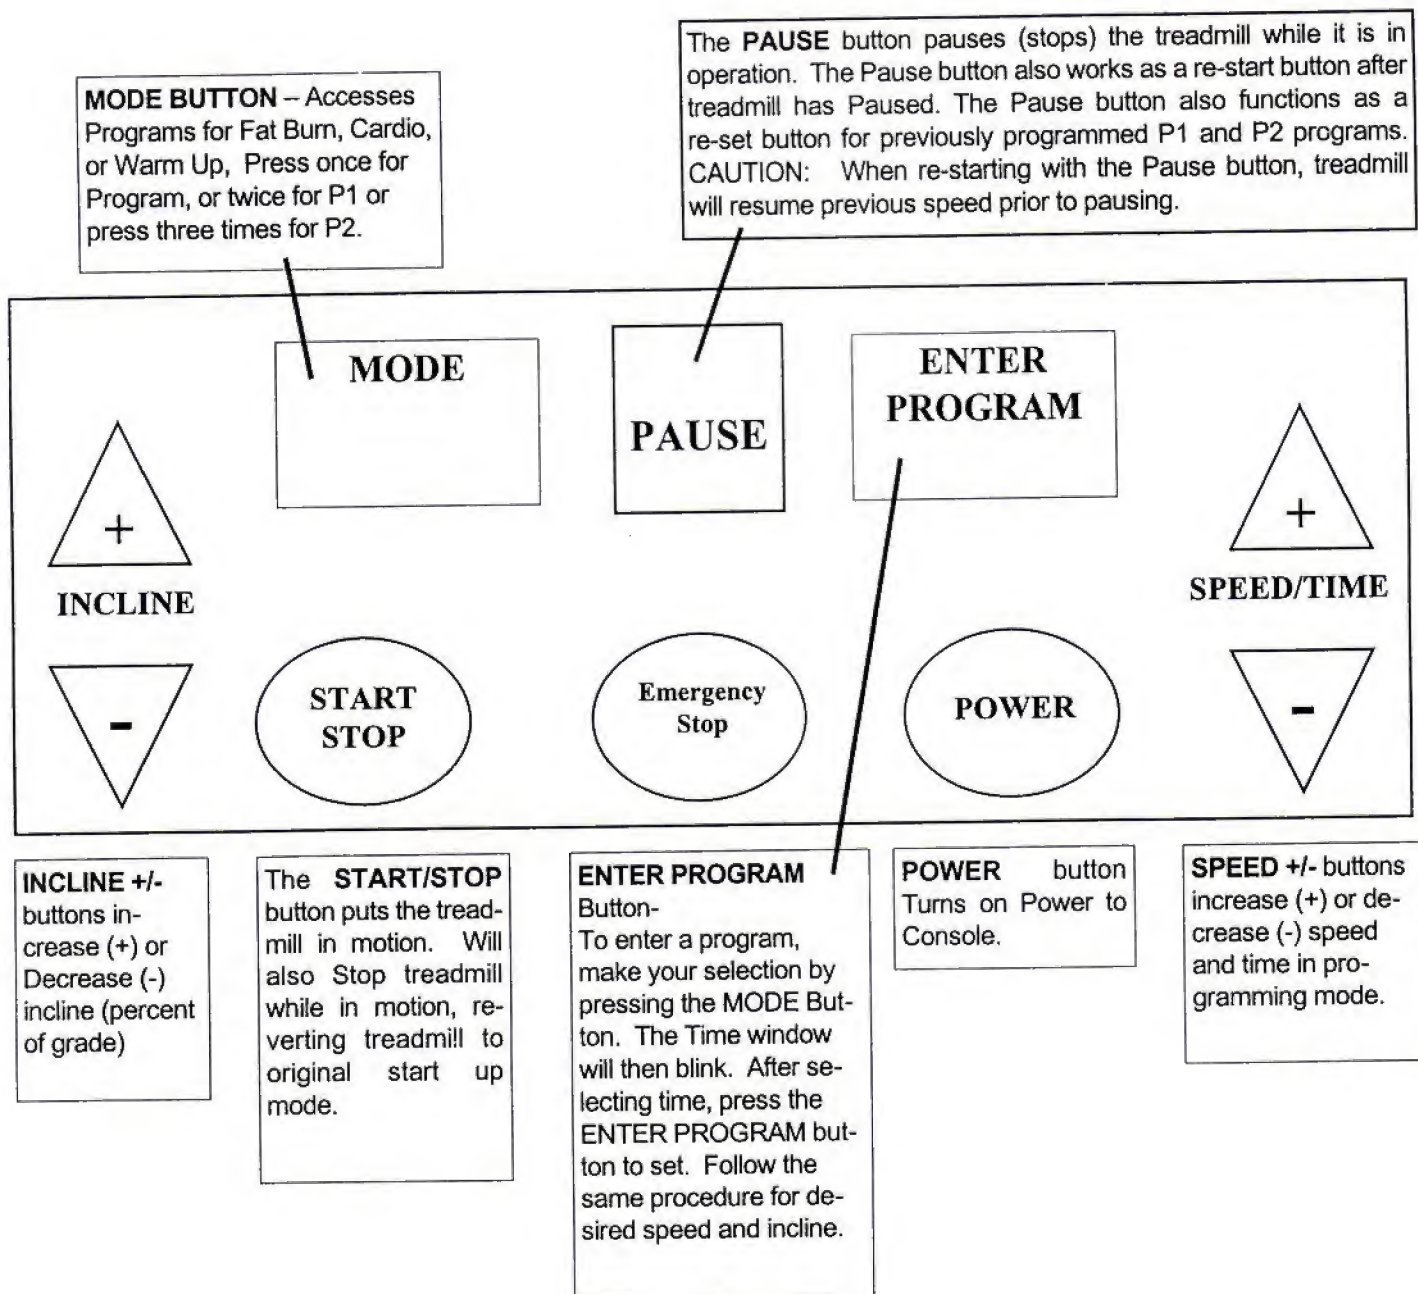 MODE BUTTON – Accesses
Programs for Fat Burn, Cardio,
or Warm Up, Press once for
Program, or twice for P1 or
press three times for P2.
The PAUSE button pauses (stops) the treadmill while it is in
operation. The Pause button also works as a re-start button after
treadmill has Paused. The Pause button also functions as a
re-set button for previously programmed P1 and P2 programs.
CAUTION: When re-starting with the Pause button, treadmill
will resume previous speed prior to pausing.
MODE
PAUSE
ENTER
PROGRAM
+
INCLINE
-
+
SPEED/TIME
-
START
STOP
Emergency
Stop
POWER
INCLINE +/-
buttons in-
crease (+) or
Decrease (-)
incline (percent
of grade)
The START/STOP
button puts the tread-
mill in motion. Will
also Stop treadmill
while in motion, re-
verting treadmill to
original start up
mode.
ENTER PROGRAM
Button-
To enter a program,
make your selection by
pressing the MODE But-
ton. The Time window
will then blink. After se-
lecting time, press the
ENTER PROGRAM but-
ton to set. Follow the
same procedure for de-
sired speed and incline.
POWER button
Turns on Power to
Console.
SPEED +/- buttons
increase (+) or de-
crease (-) speed
and time in pro-
gramming mode.